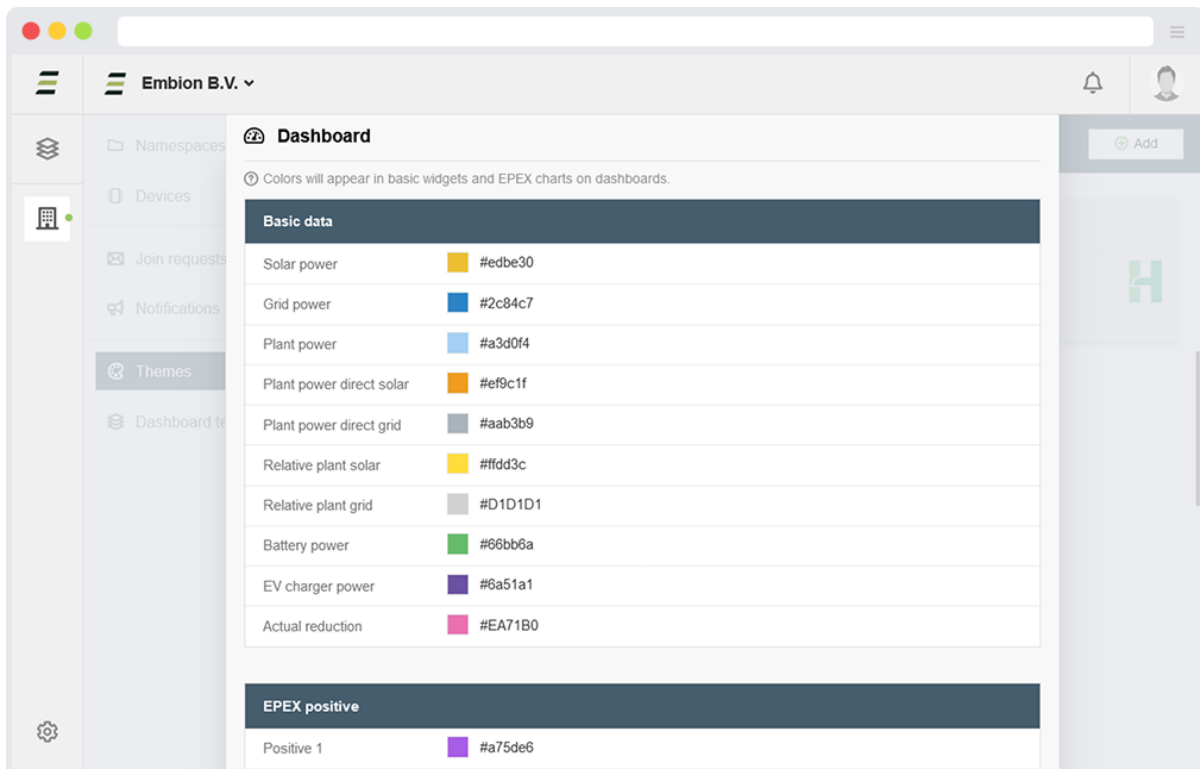 Embion B.V.
Namespaces
Devices
Join requests
Notifications
Themes
Dashboard te
Add
Dashboard
Colors will appear in basic widgets and EPEX charts on dashboards.
Basic data
Solar power #edbe30
Grid power #2c84c7
Plant power #a3d0f4
Plant power direct solar #ef9c1f
Plant power direct grid #aab3b9
Relative plant solar #ffdd3c
Relative plant grid #D1D1D1
Battery power #66bb6a
EV charger power #6a51a1
Actual reduction #EA71B0
EPEX positive
Positive 1 #a75de6